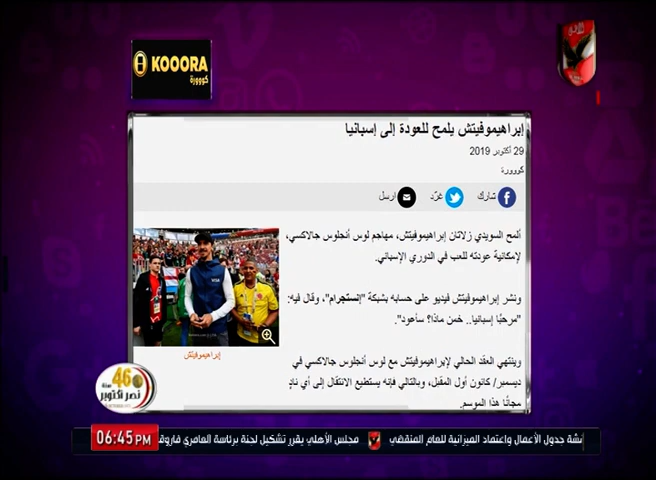 KOOORA
كووورة
الأهلي
إبراهيموفيتش يلمح للعودة إلى إسبانيا
29 أكتوبر 2019
كووورة
شارك
غرّد
ارسل
ألمح السويدي زلاتان إبراهيموفيتش، مهاجم لوس أنجلوس جالاكسي،
لإمكانية عودته للعب في الدوري الإسباني.
ونشر إبراهيموفيتش فيديو على حسابه بشبكة "إنستجرام"، وقال فيه:
"مرحبًا إسبانيا.. خمن ماذا؟ سأعود".
وينتهي العقد الحالي لإبراهيموفيتش مع لوس أنجلوس جالاكسي في
ديسمبر/ كانون أول المقبل، وبالتالي فإنه يستطيع الانتقال إلى أي نادٍ
مجانًا هذا الموسم.
VISA
إبراهيموفيتش
46 سنة
نصر أكتوبر
06:45 PM
قشة جدول الأعمال واعتماد الميزانية للعام المنقضي
مجلس الأهلي يقرر تشكيل لجنة برئاسة العامري فاروق